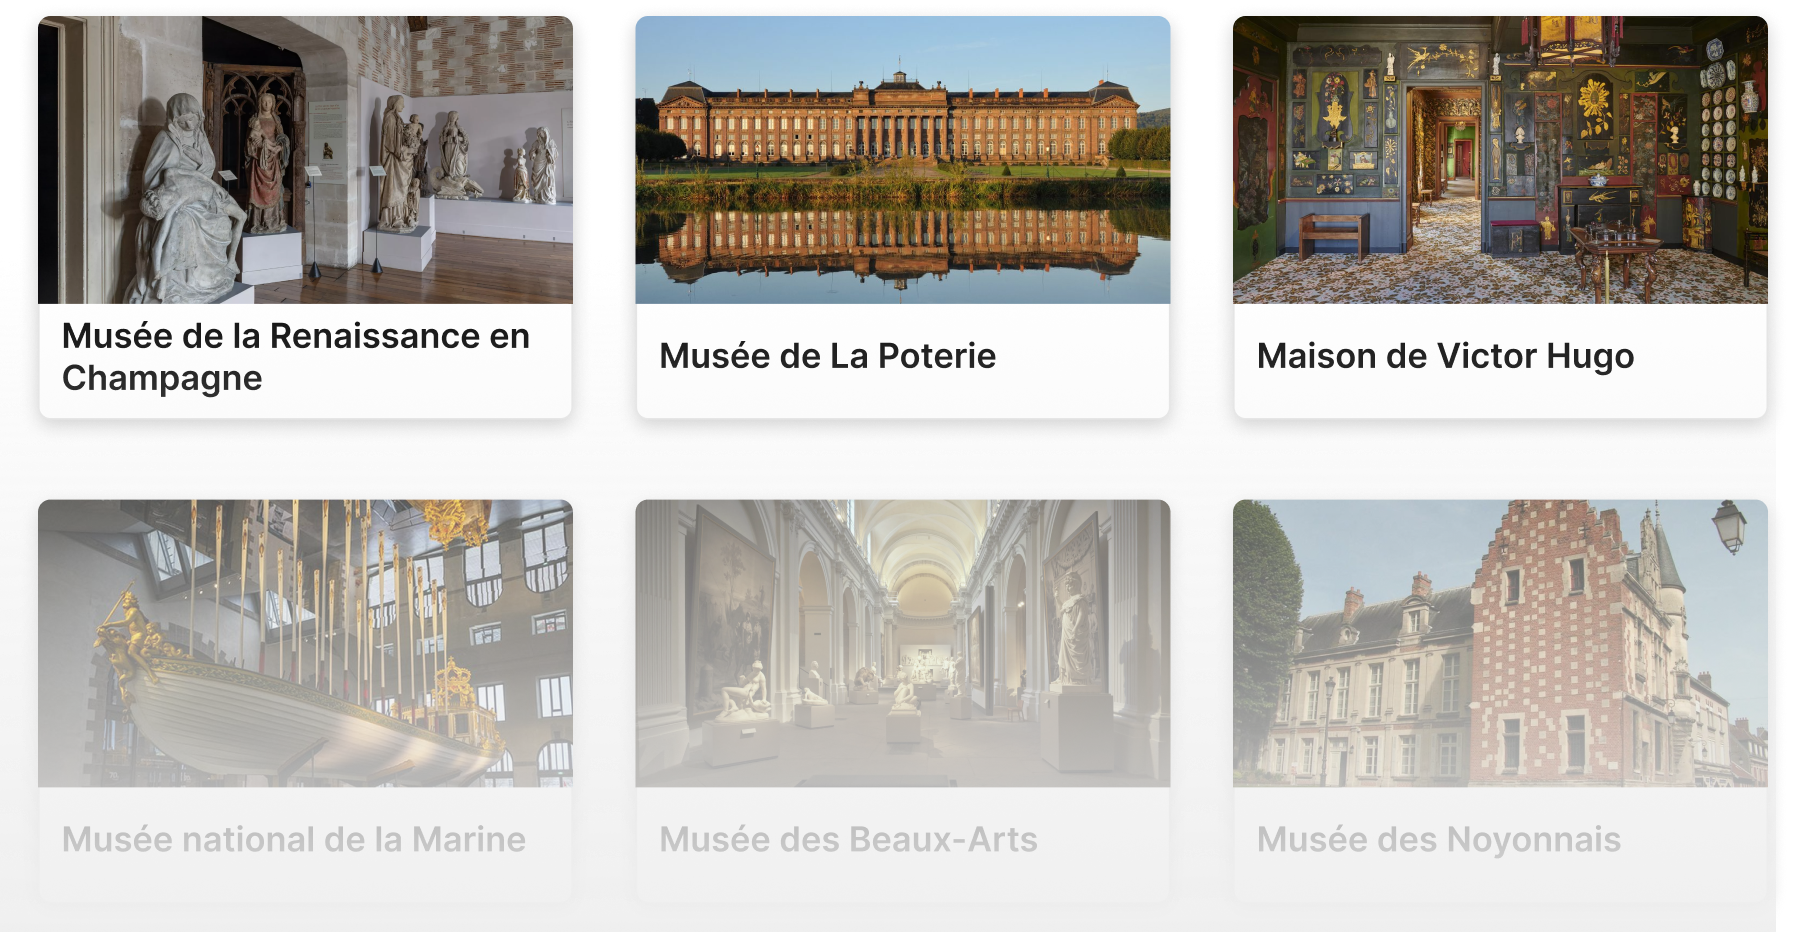 Musée de la Renaissance en
Champagne
Musée de La Poterie
Maison de Victor Hugo
Musée national de la Marine
Musée des Beaux-Arts
Musée des Noyonnais